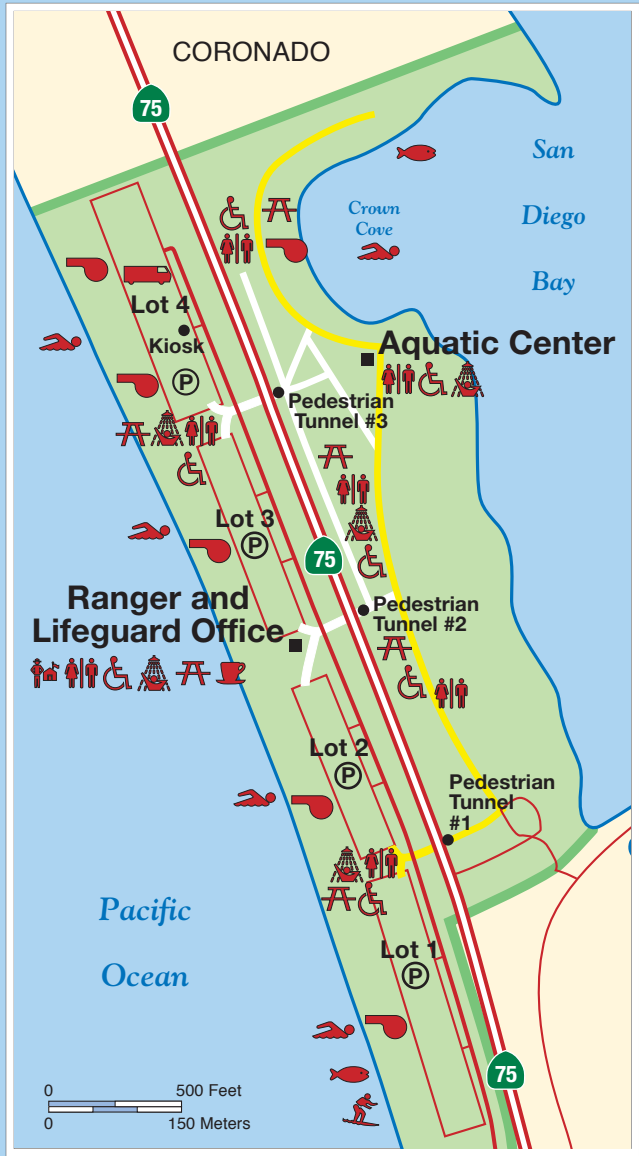 CORONADO
75
San
Diego
Bay
Crown
Cove
Lot 4
Kiosk
P
Aquatic Center
Pedestrian
Tunnel #3
Lot 3
P
75
Ranger and
Lifeguard Office
Pedestrian
Tunnel #2
Lot 2
P
Pedestrian
Tunnel
#1
Pacific
Ocean
Lot 1
P
75
0 500 Feet
0 150 Meters